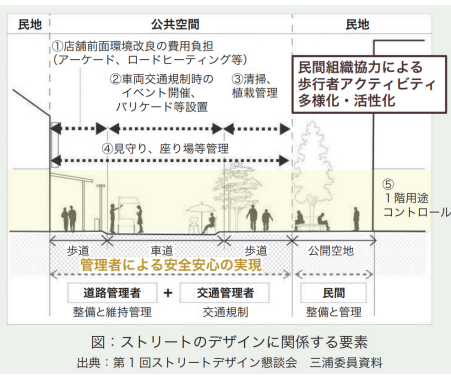 民地
公共空間
民地
①店舗前面環境改良の費用負担
（アーケード、ロードヒーティング等）
②車両交通規制時の
イベント開催、
バリケード等設置
③清掃、
植栽管理
民間組織協力による
歩行者アクティビティ
多様化・活性化
④見守り、座り場等管理
⑤
１階用途
コントロール
歩道
車道
歩道
公開空地
管理者による安全安心の実現
道路管理者
+
交通管理者
民間
整備と維持管理
交通規制
整備と管理
図：ストリートのデザインに関係する要素
出典：第１回ストリートデザイン懇談会　三浦委員資料